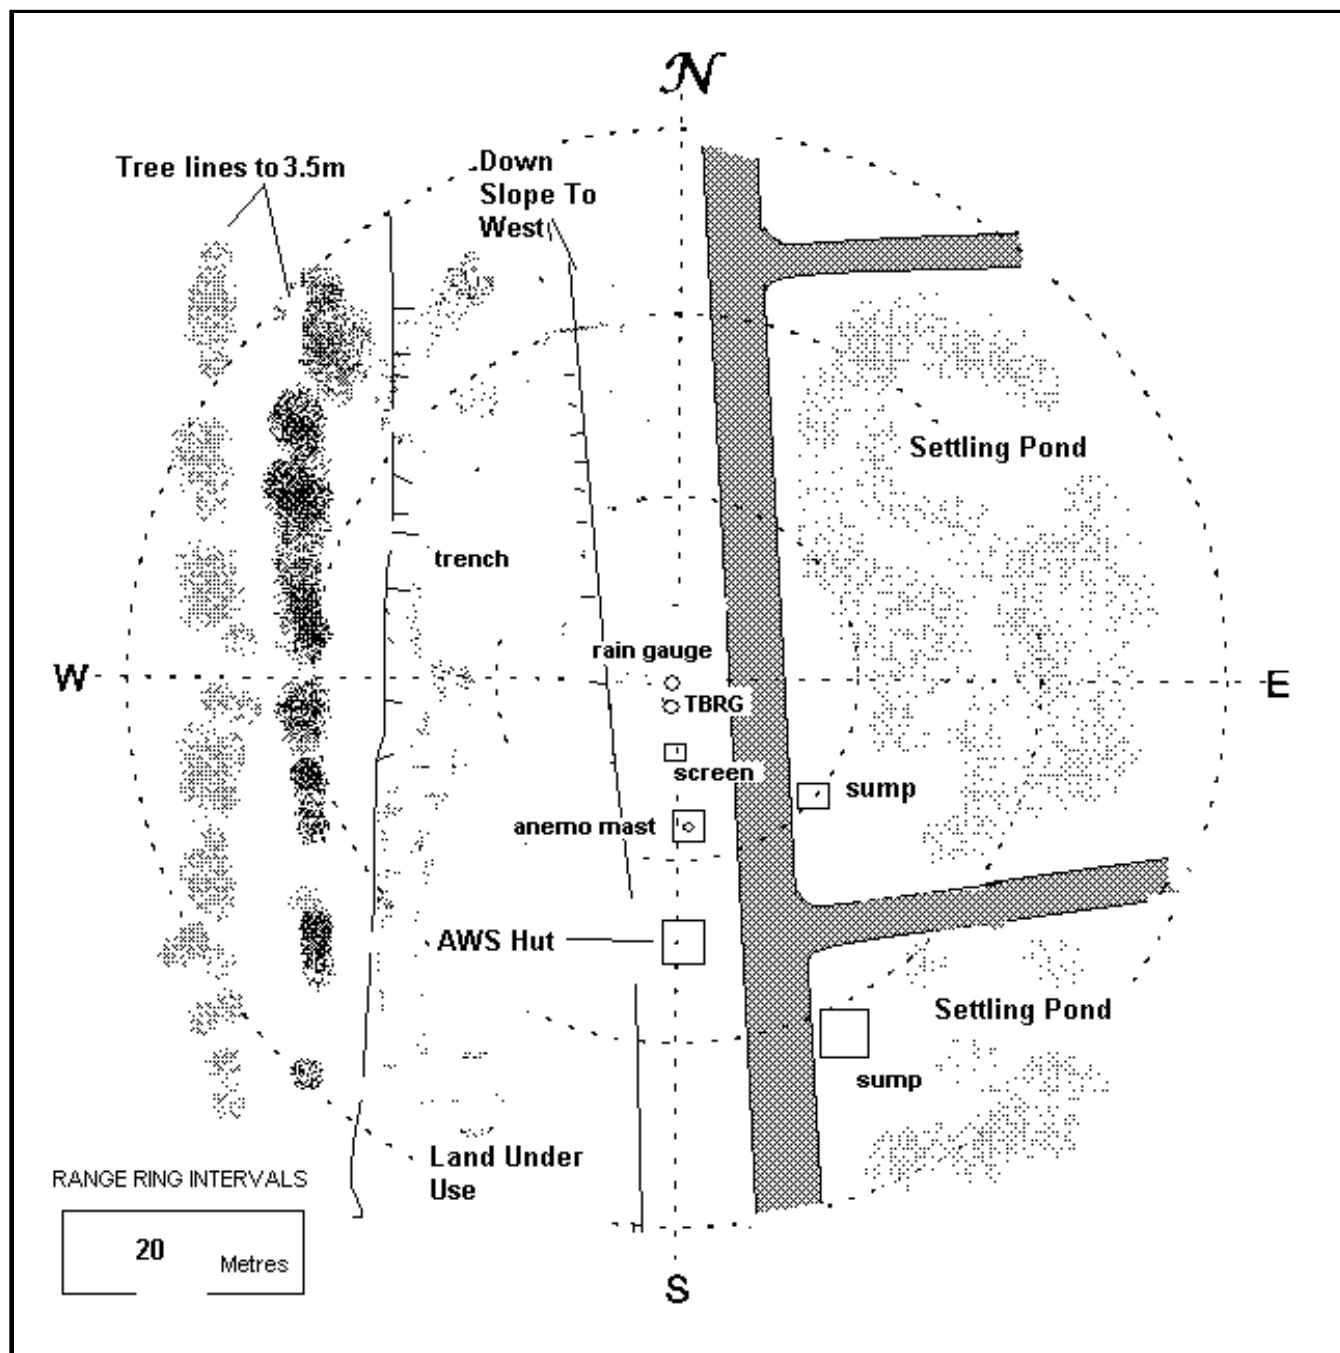 N
Tree lines to 3.5m
Down
Slope To
West
Settling Pond
trench
rain gauge
W
E
TBRG
screen
sump
anemo mast
AWS Hut
Settling Pond
sump
Land Under
Use
RANGE RING INTERVALS
20 Metres
S